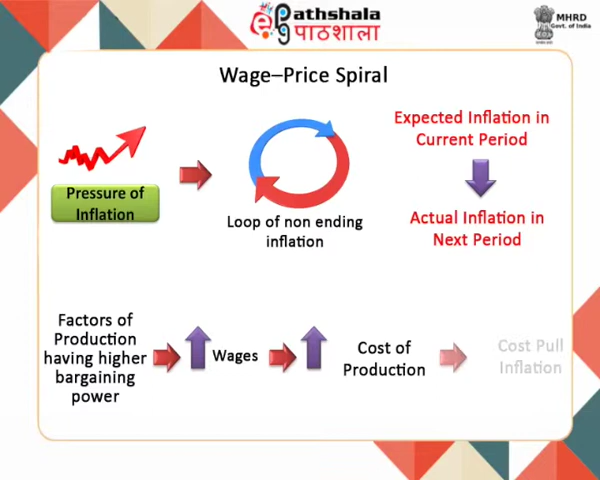 e-Pathshala
पाठशाला
MHRD
Govt. of India
Wage–Price Spiral
Pressure of
Inflation
Loop of non ending
inflation
Expected Inflation in
Current Period
Actual Inflation in
Next Period
Factors of
Production
having higher
bargaining
power
Wages
Cost of
Production
Cost Pull
Inflation